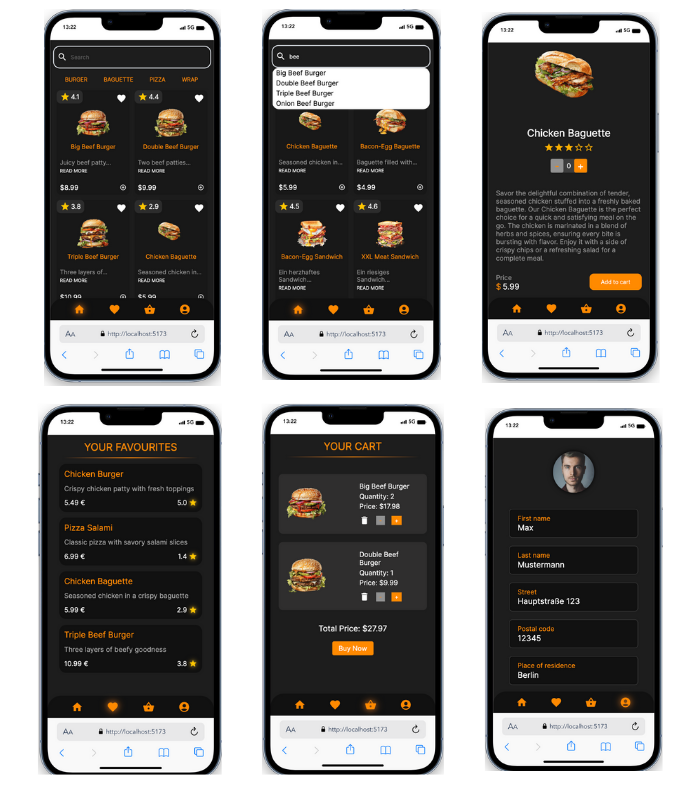 13:22
5G
Search
BURGER BAGUETTE PIZZA WRAP
4.1 4.4
Big Beef Burger Double Beef Burger
Juicy beef patty... Two beef patties...
READ MORE READ MORE
$8.99 $9.99
3.8 2.9
Triple Beef Burger Chicken Baguette
Three layers of... Seasoned chicken in...
READ MORE READ MORE
$10.99 $5.99
AA http://localhost:5173
13:22
5G
bee
Big Beef Burger
Double Beef Burger
Triple Beef Burger
Onion Beef Burger
Chicken Baguette Bacon-Egg Baguette
Seasoned chicken in... Baguette filled with...
READ MORE READ MORE
$5.99 $4.99
4.5 4.6
Bacon-Egg Sandwich XXL Meat Sandwich
Ein herzhaftes Ein riesiges
Sandwich... Sandwich...
READ MORE READ MORE
AA http://localhost:5173
13:22
5G
Chicken Baguette
0 +
Savor the delightful combination of tender,
seasoned chicken stuffed into a freshly baked
baguette. Our Chicken Baguette is the perfect
choice for a quick and satisfying meal on the
go. The chicken is marinated in a blend of
herbs and spices, ensuring every bite is
bursting with flavor. Enjoy it with a side of
crispy chips or a refreshing salad for a
complete meal.
Price
$ 5.99
Add to cart
AA http://localhost:5173
13:22
5G
YOUR FAVOURITES
Chicken Burger
Crispy chicken patty with fresh toppings
5.49 € 5.0
Pizza Salami
Classic pizza with savory salami slices
6.99 € 1.4
Chicken Baguette
Seasoned chicken in a crispy baguette
5.99 € 2.9
Triple Beef Burger
Three layers of beefy goodness
10.99 € 3.8
AA http://localhost:5173
13:22
5G
YOUR CART
Big Beef Burger
Quantity: 2
Price: $17.98
+
Double Beef
Burger
Quantity: 1
Price: $9.99
+
Total Price: $27.97
Buy Now
AA http://localhost:5173
13:22
5G
First name
Max
Last name
Mustermann
Street
Hauptstraße 123
Postal code
12345
Place of residence
Berlin
AA http://localhost:5173